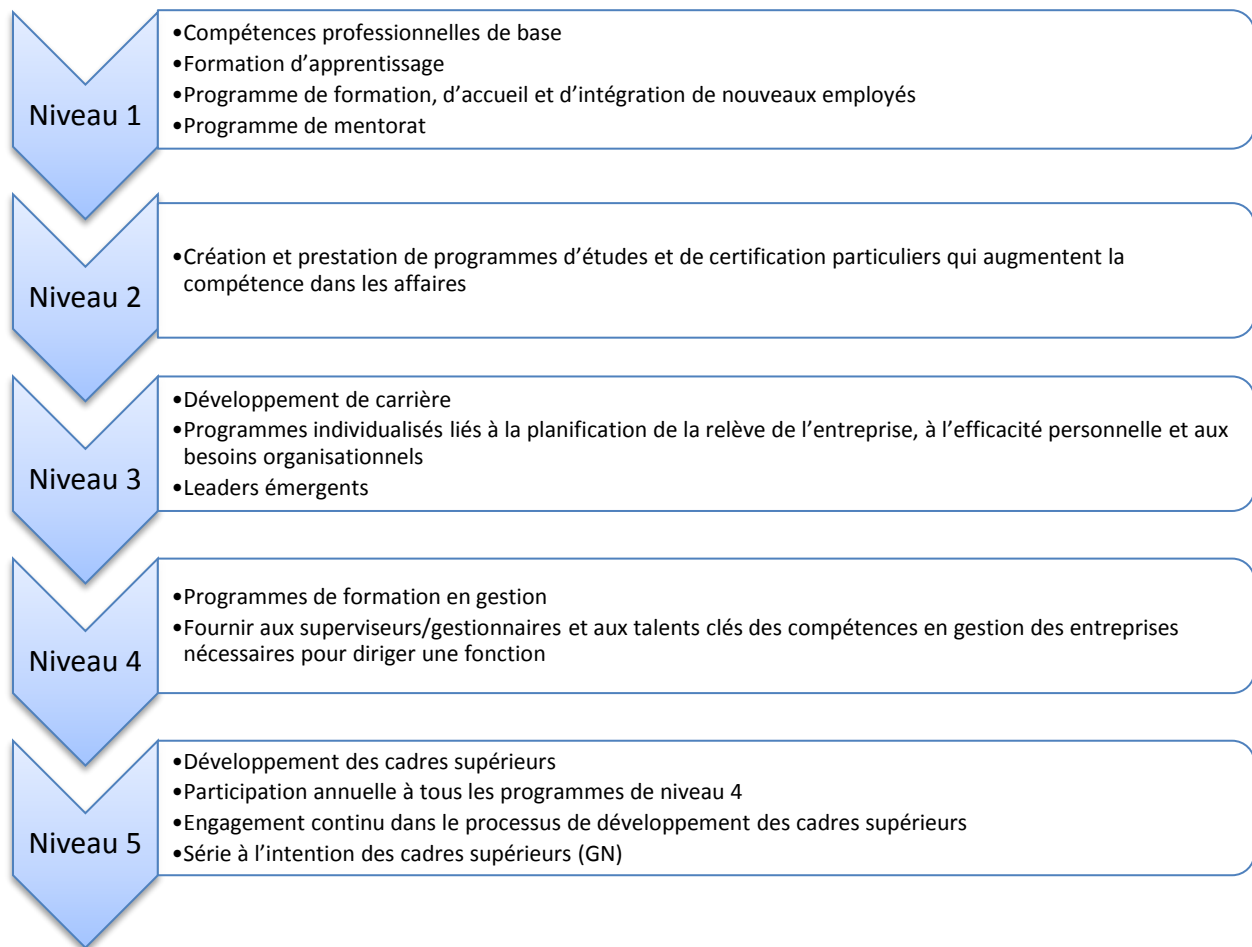 Niveau 1
•Compétences professionnelles de base
•Formation d’apprentissage
•Programme de formation, d’accueil et d’intégration de nouveaux employés
•Programme de mentorat
Niveau 2
•Création et prestation de programmes d’études et de certification particuliers qui augmentent la
compétence dans les affaires
Niveau 3
•Développement de carrière
•Programmes individualisés liés à la planification de la relève de l’entreprise, à l’efficacité personnelle et aux
besoins organisationnels
•Leaders émergents
Niveau 4
•Programmes de formation en gestion
•Fournir aux superviseurs/gestionnaires et aux talents clés des compétences en gestion des entreprises
nécessaires pour diriger une fonction
Niveau 5
•Développement des cadres supérieurs
•Participation annuelle à tous les programmes de niveau 4
•Engagement continu dans le processus de développement des cadres supérieurs
•Série à l’intention des cadres supérieurs (GN)